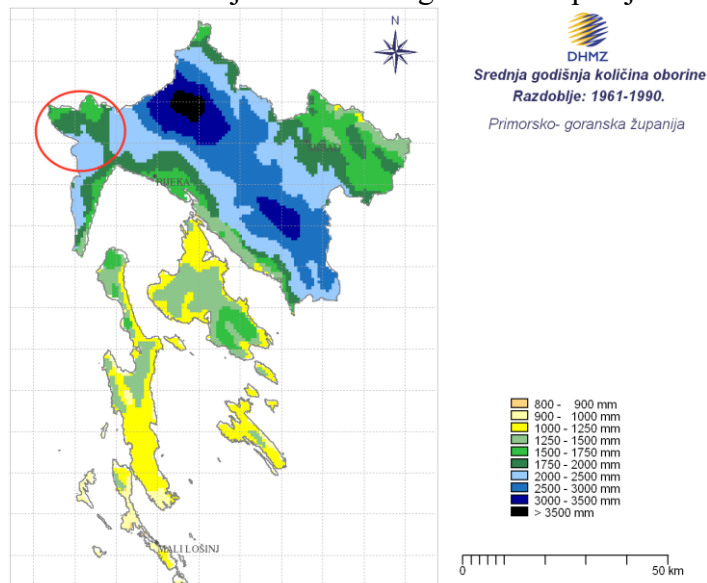 N
DHMZ
Srednja godišnja količina oborine
Razdoblje: 1961-1990.
Primorsko- goranska županija
RIJEKA
MALI LOŠINJ
800 - 900 mm
900 - 1000 mm
1000 - 1250 mm
1250 - 1500 mm
1500 - 1750 mm
1750 - 2000 mm
2000 - 2500 mm
2500 - 3000 mm
3000 - 3500 mm
> 3500 mm
0 50 km